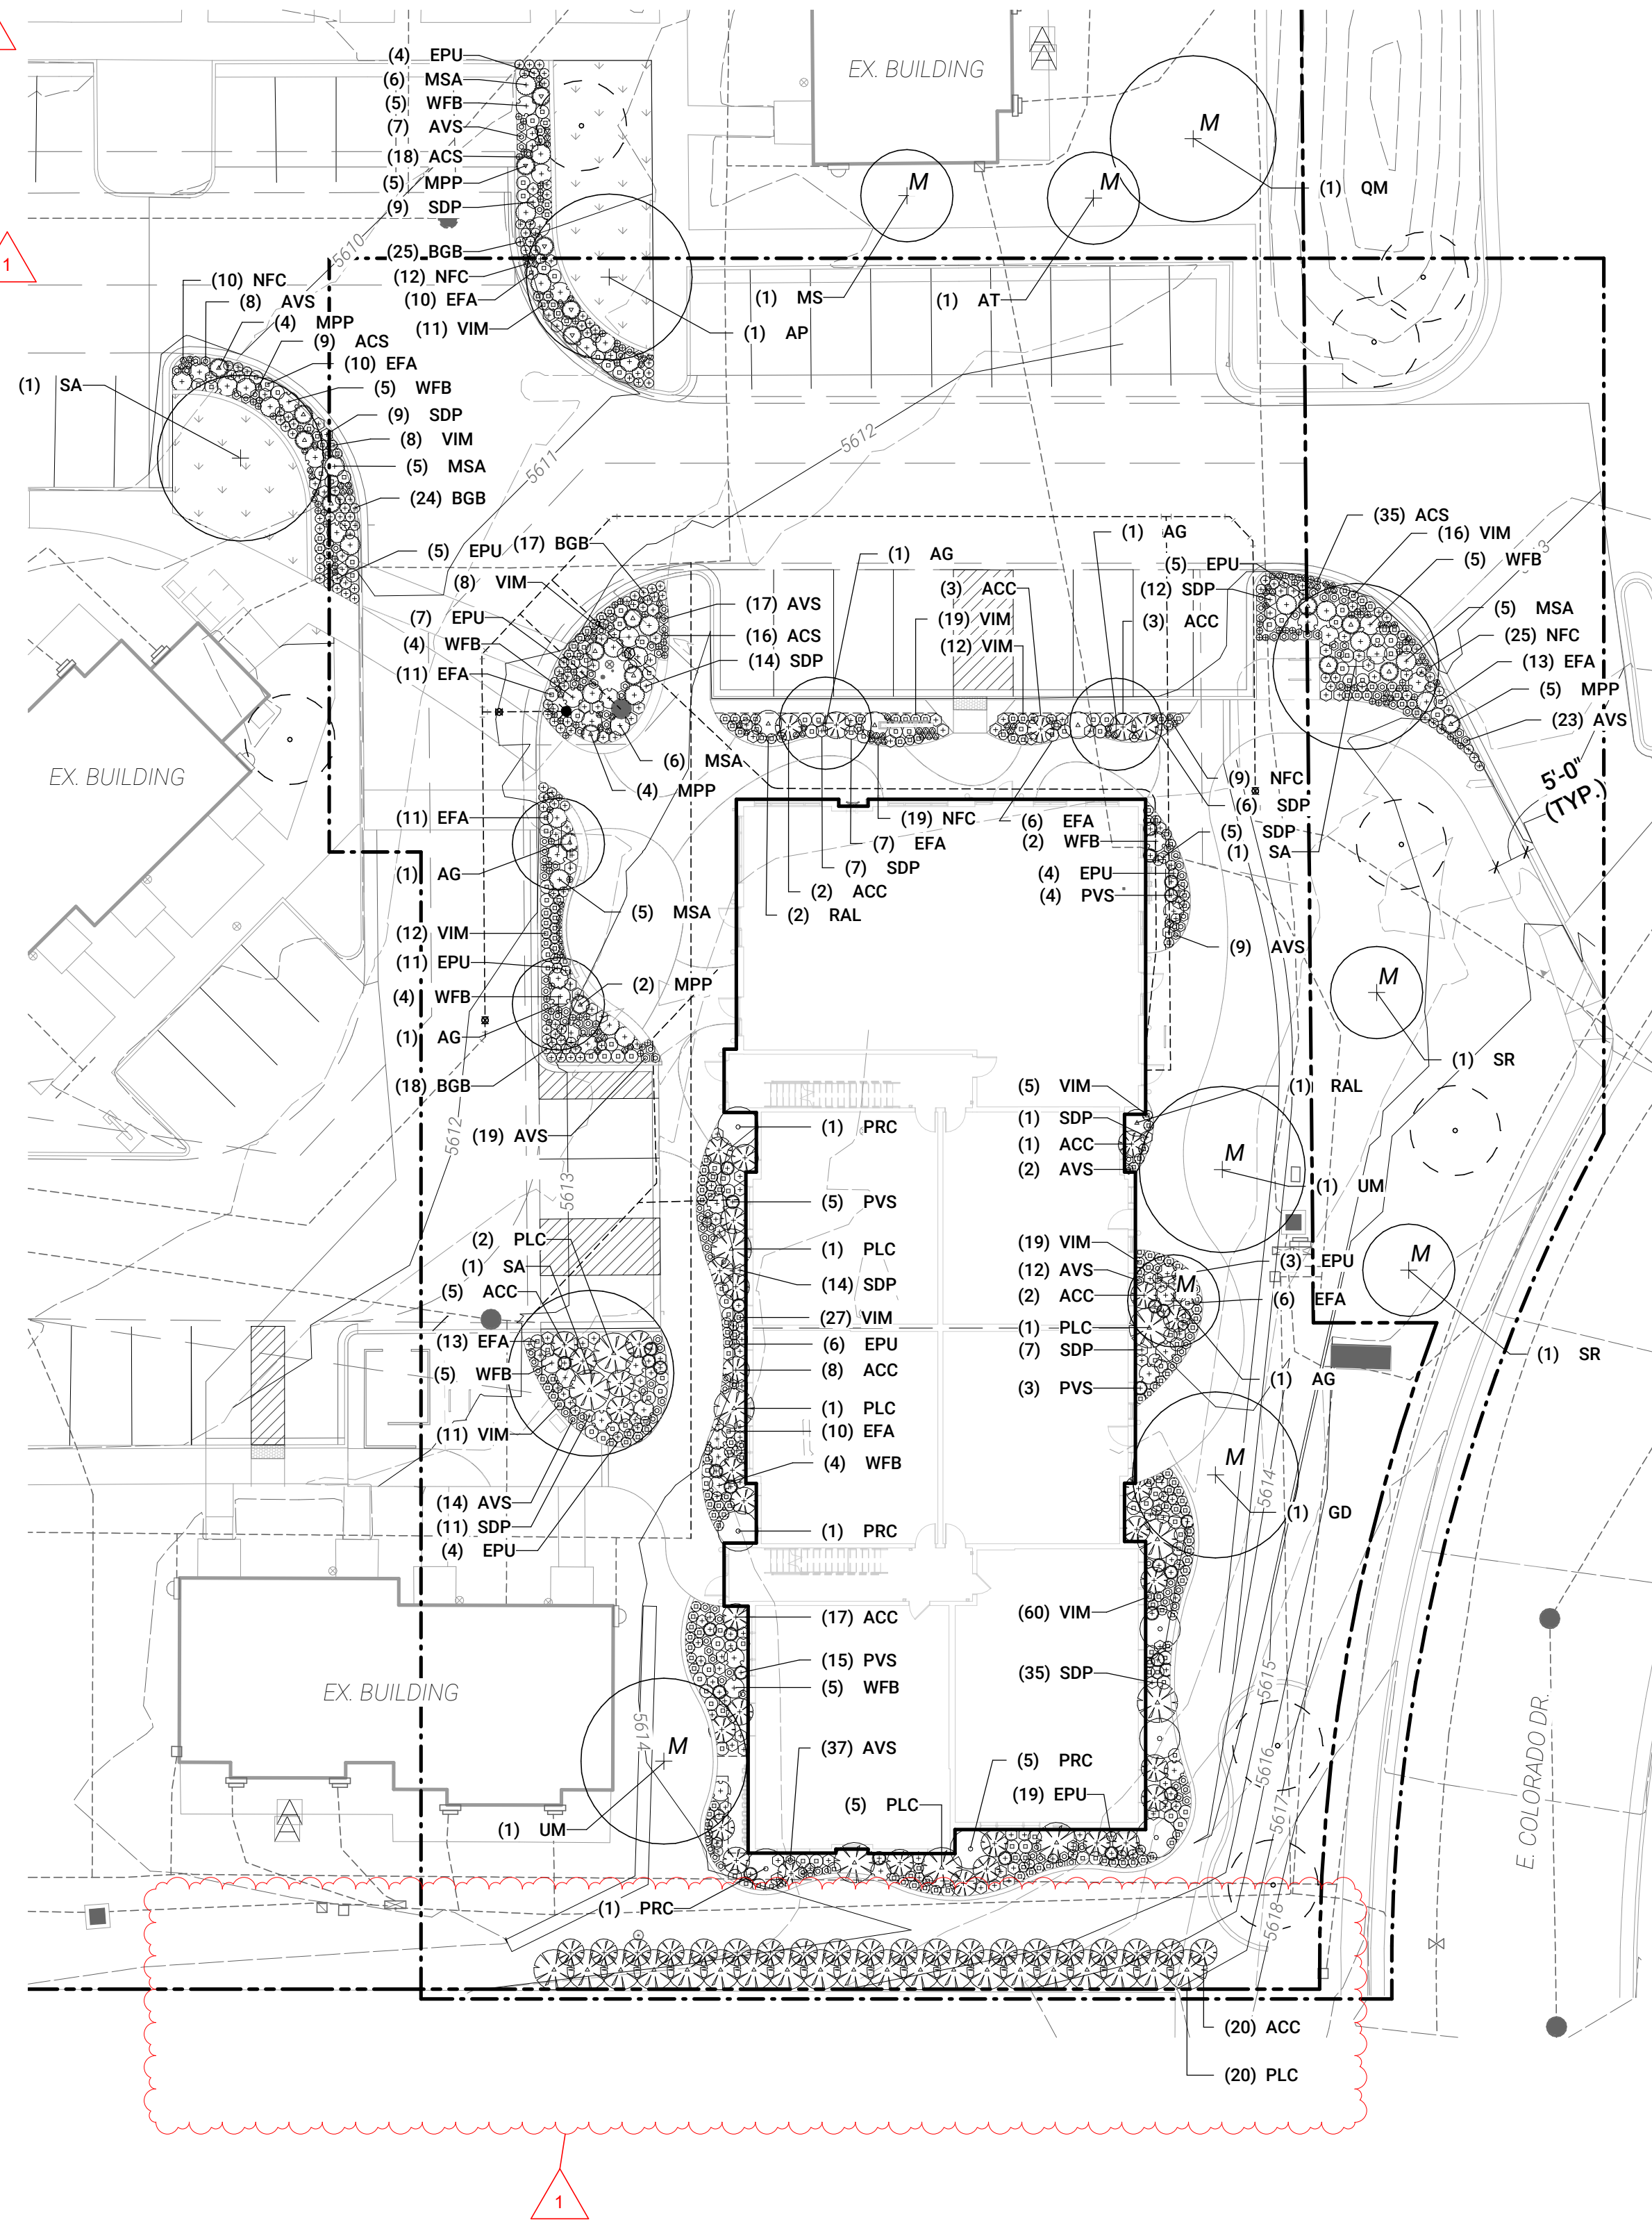 (4) EPU
(6) MSA
(5) WFB
(7) AVS
(18) ACS
(5) MPP
(9) SDP
(25) BGB
(12) NFC
(10) EFA
(11) VIM
EX. BUILDING
M
M
M
(1) QM
(1) MS
(1) AT
(1) AP
1
5610
(10) NFC
(8) AVS
(4) MPP
(9) ACS
(10) EFA
(1) SA
(5) WFB
(9) SDP
(8) VIM
(5) MSA
(24) BGB
5611
5612
(5) EPU
(17) BGB
(8) VIM
(7) EPU
(4) WFB
(11) EFA
(17) AVS
(16) ACS
(14) SDP
(6) MSA
(4) MPP
(1) AG
(3) ACC
(19) VIM
(12) VIM
(1) AG
(3) ACC
(5) EPU
(12) SDP
(35) ACS
(16) VIM
(5) WFB
(5) MSA
(25) NFC
(13) EFA
(5) MPP
(23) AVS
5'-0"
(TYP.)
EX. BUILDING
(11) EFA
(1) AG
(5) MSA
(12) VIM
(11) EPU
(2) MPP
(4) WFB
(1) AG
(18) BGB
(19) AVS
(19) NFC
(7) EFA
(7) SDP
(2) ACC
(2) RAL
(9) NFC
(6) SDP
(6) EFA
(2) WFB
(5) SDP
(1) SA
(4) EPU
(4) PVS
(9) AVS
M
(1) SR
5612
5613
(1) PRC
(5) PVS
(1) PLC
(14) SDP
(27) VIM
(6) EPU
(8) ACC
(1) PLC
(10) EFA
(4) WFB
(1) PRC
(5) VIM
(1) SDP
(1) ACC
(2) AVS
(1) RAL
M
(1) UM
(19) VIM
(12) AVS
(2) ACC
(1) PLC
(7) SDP
(3) PVS
M
(3) EPU
(6) EFA
(1) AG
M
(1) SR
(2) PLC
(1) SA
(5) ACC
(13) EFA
(5) WFB
(11) VIM
(14) AVS
(11) SDP
(4) EPU
M
(1) GD
5614
EX. BUILDING
5614
M
(1) UM
(17) ACC
(15) PVS
(5) WFB
(37) AVS
(60) VIM
(35) SDP
(5) PRC
(19) EPU
(5) PLC
(1) PRC
5615
5616
5617
5618
E. COLORADO DR.
(20) ACC
(20) PLC
1